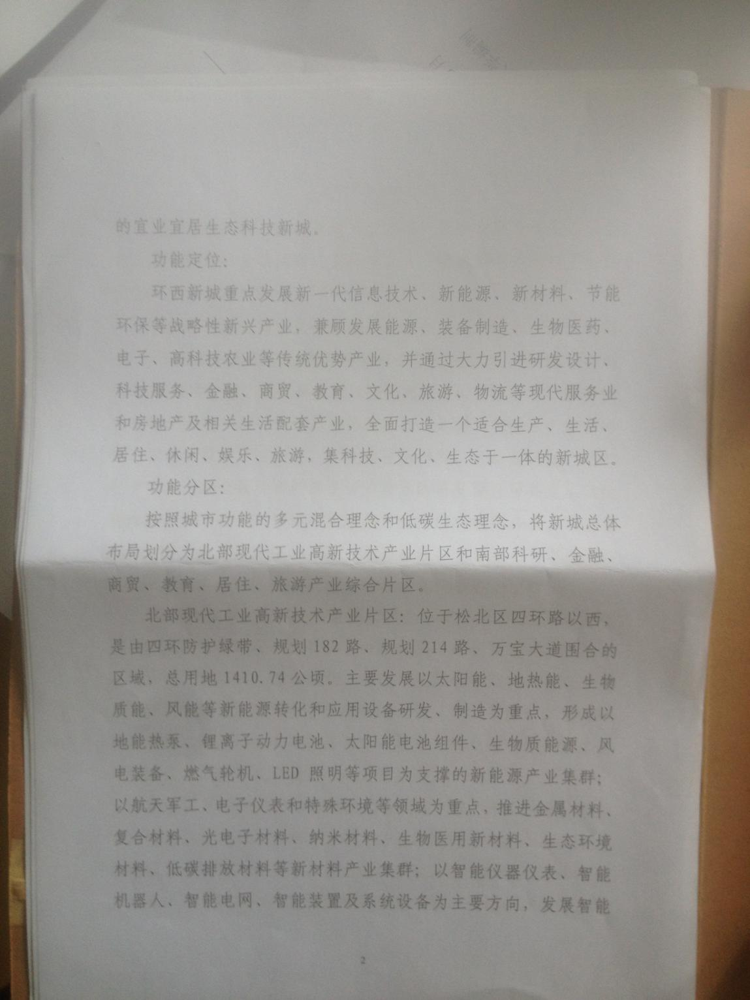 的宜业宜居生态科技新城。
功能定位：
环西新城重点发展新一代信息技术、新能源、新材料、节能
环保等战略性新兴产业，兼顾发展能源、装备制造、生物医药、
电子、高科技农业等传统优势产业，并通过大力引进研发设计、
科技服务、金融、商贸、教育、文化、旅游、物流等现代服务业
和房地产及相关生活配套产业，全面打造一个适合生产、生活、
居住、休闲、娱乐、旅游，集科技、文化、生态于一体的新城区。
功能分区：
按照城市功能的多元混合理念和低碳生态理念，将新城总体
布局划分为北部现代工业高新技术产业片区和南部科研、金融、
商贸、教育、居住、旅游产业综合片区。
北部现代工业高新技术产业片区：位于松北区四环路以西，
是由四环防护绿带、规划182路、规划214路、万宝大道围合的
区域，总用地1410.74公顷。主要发展以太阳能、地热能、生物
质能、风能等新能源转化和应用设备研发、制造为重点，形成以
地能热泵、锂离子动力电池、太阳能电池组件、生物质能源、风
电装备、燃气轮机、LED 照明等项目为支撑的新能源产业集群；
以航天军工、电子仪表和特殊环境等领域为重点，推进金属材料、
复合材料、光电子材料、纳米材料、生物医用新材料、生态环境
材料、低碳排放材料等新材料产业集群；以智能仪器仪表、智能
机器人、智能电网、智能装置及系统设备为主要方向，发展智能
2